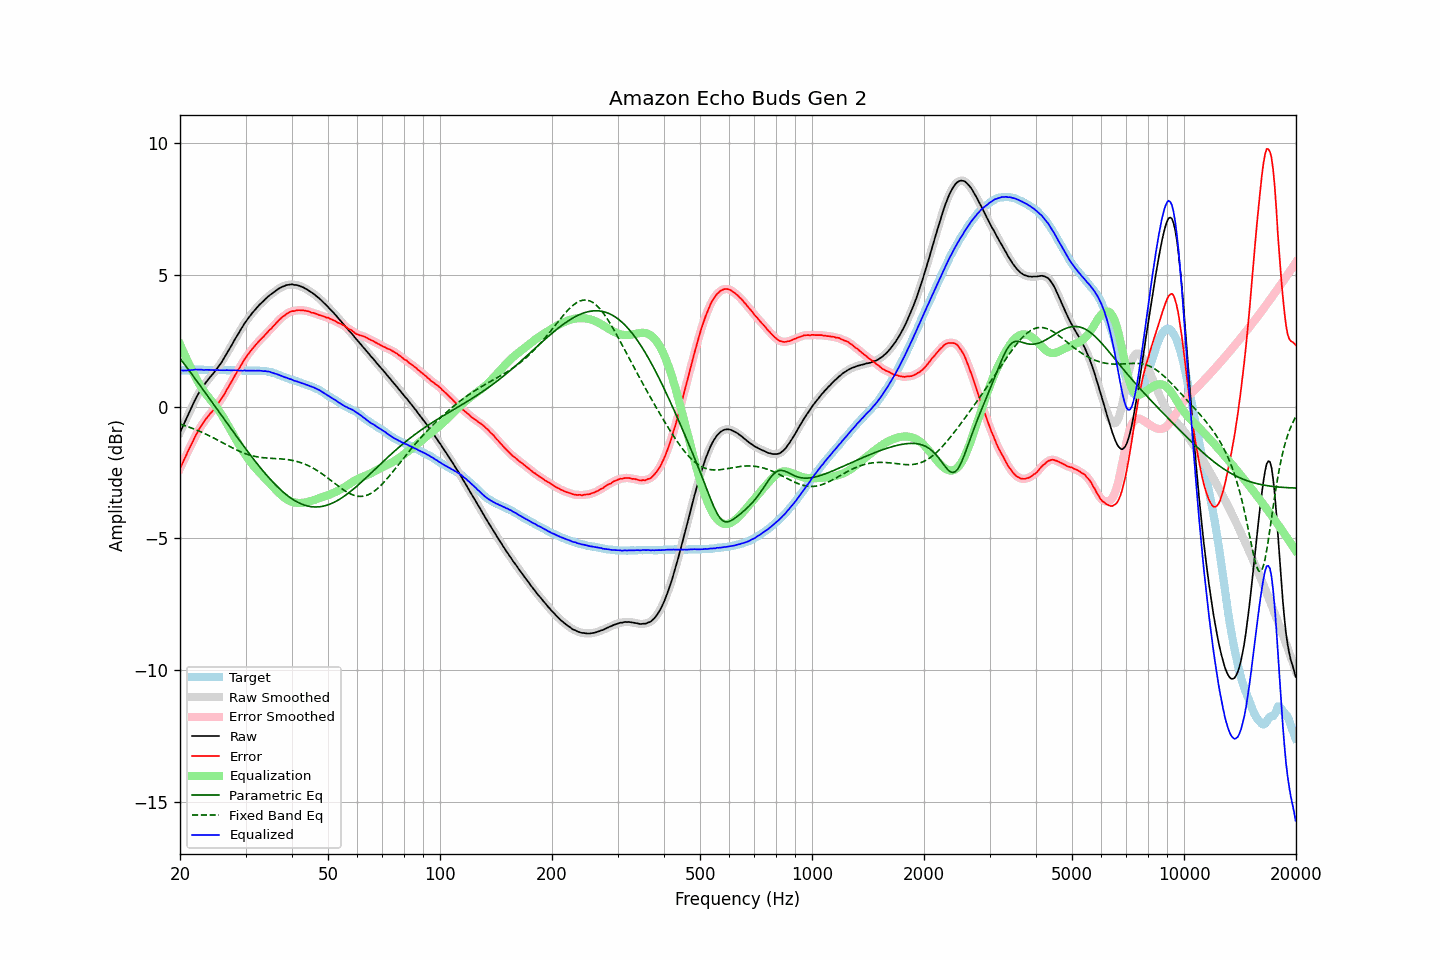 Amazon Echo Buds Gen 2
Amplitude (dBr)
10
5
0
−5
−10
−15
Target
Raw Smoothed
Error Smoothed
Raw
Error
Equalization
Parametric Eq
Fixed Band Eq
Equalized
20 50 100 200 500 1000 2000 5000 10000 20000
Frequency (Hz)